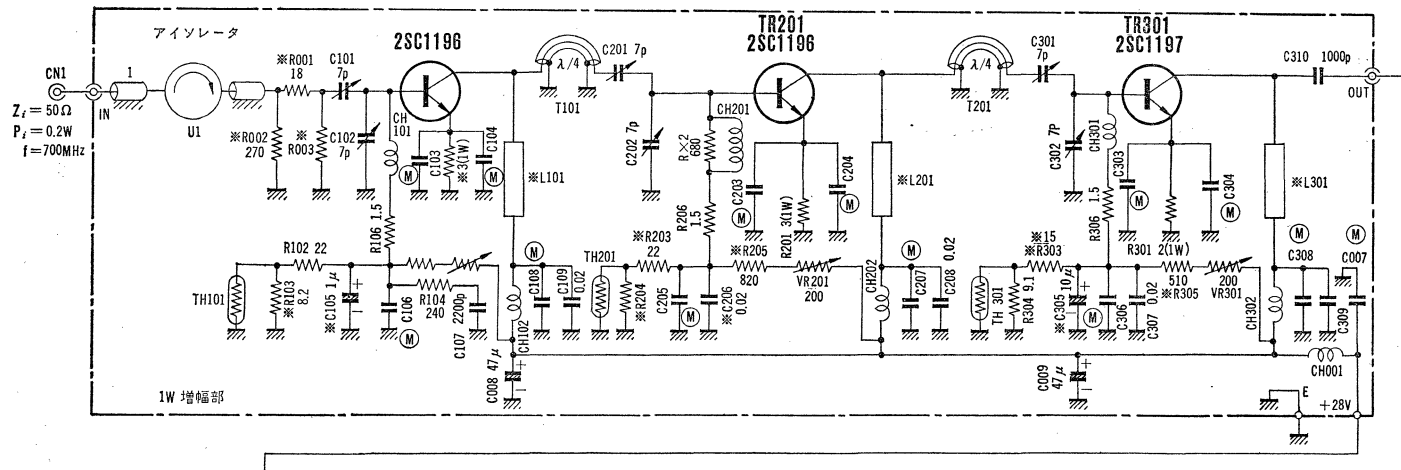 アイソレータ
CN1
Zi=50Ω
Pi=0.2W
f=700MHz
IN
1
U1
※R001
18
※R002
270
※
R003
C101
7p
C102
7p
CH
101
2SC1196
C103
※3(1W)
C104
M
M
※L101
R106 1.5
R102 22
TH101
※R103
8.2
※C105 1μ
+
−
C106
M
R104
240
C107 2200p
CH102
M
C108
C109
0.02
C008 47μ
+
−
λ/4
T101
C201 7p
C202 7p
TR201
2SC1196
CH201
R×2
680
R206
1.5
C203
M
R201 3(1W)
C204
M
※L201
TH201
※R203
22
※R204
C205
M
※C206
0.02
※R205
820
VR201
200
CH202
M
C207
C208 0.02
λ/4
T201
C301
7p
C302 7P
TR301
2SC1197
CH301
R306 1.5
C303
M
R301 2(1W)
C304
M
※L301
C310 1000p
OUT
※15
※R303
TH 301
R304 9.1
※C305 10μ
+
−
M
C306
C307 0.02
510
※R305
200
VR301
CH302
M
C308
C309
M
C007
CH001
C009
47μ
+
−
E
+28V
1W 増幅部